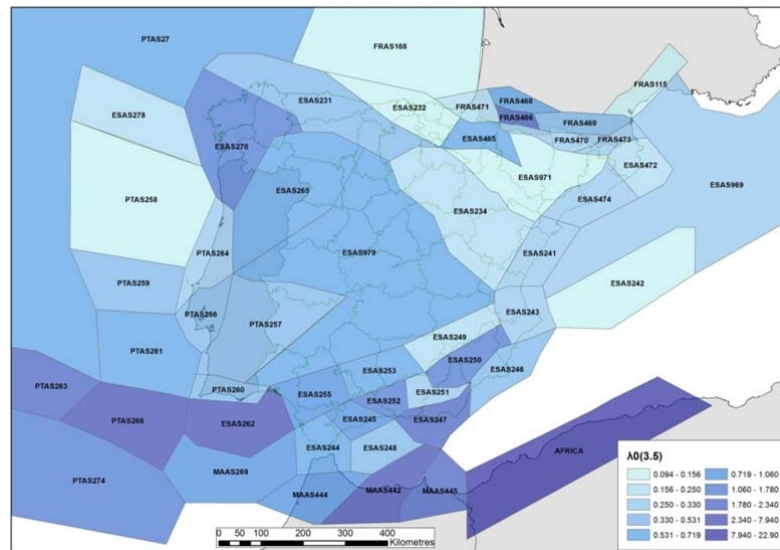 PTAS27
FRAS168
FRAS115
ESAS278
ESAS231
ESAS232
FRAS471
FRAS468
FRAS466
FRAS469
ESAS270
ESAS465
FRAS470
FRAS473
ESAS472
ESAS265
ESAS971
ESAS969
PTAS258
ESAS234
ESAS474
PTAS264
ESAS979
ESAS241
PTAS259
ESAS242
PTAS266
PTAS257
ESAS243
PTAS261
ESAS249
ESAS250
ESAS253
ESAS246
PTAS263
PTAS260
ESAS255
ESAS252
ESAS251
PTAS268
ESAS262
ESAS245
ESAS247
ESAS244
ESAS248
AFRICA
PTAS274
MAAS269
MAAS444
MAAS442
MAAS445
λ0(3.5)
0.094 - 0.156
0.156 - 0.250
0.250 - 0.330
0.330 - 0.531
0.531 - 0.719
0.719 - 1.060
1.060 - 1.780
1.780 - 2.340
2.340 - 7.940
7.940 - 22.90
0 50 100 200 300 400
Kilometres